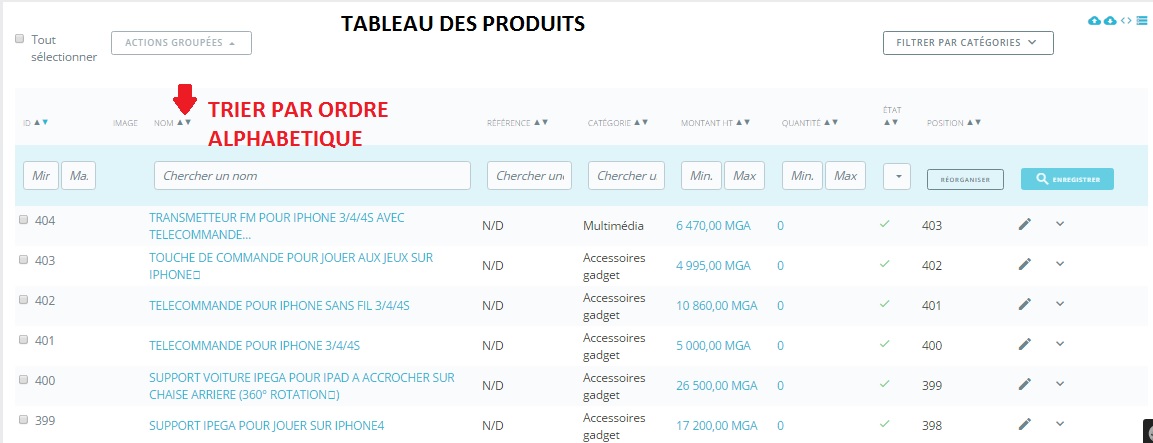 TABLEAU DES PRODUITS
Tout
sélectionner
ACTIONS GROUPÉES
FILTRER PAR CATÉGORIES
TRIER PAR ORDRE
ALPHABETIQUE
ID IMAGE NOM RÉFÉRENCE CATÉGORIE MONTANT HT QUANTITÉ ÉTAT POSITION
Mir Ma. Chercher un nom Chercher un Chercher u. Min. Max Min. Max RÉORGANISER ENREGISTRER
404 TRANSMETTEUR FM POUR IPHONE 3/4/4S AVEC
TELECOMMANDE... N/D Multimédia 6 470,00 MGA 0 403
403 TOUCHE DE COMMANDE POUR JOUER AUX JEUX SUR
IPHONE N/D Accessoires
gadget 4 995,00 MGA 0 402
402 TELECOMMANDE POUR IPHONE SANS FIL 3/4/4S N/D Accessoires
gadget 10 860,00 MGA 0 401
401 TELECOMMANDE POUR IPHONE 3/4/4S N/D Accessoires
gadget 5 000,00 MGA 0 400
400 SUPPORT VOITURE IPEGA POUR IPAD A ACCROCHER SUR
CHAISE ARRIERE (360° ROTATION) N/D Accessoires
gadget 26 500,00 MGA 0 399
399 SUPPORT IPEGA POUR JOUER SUR IPHONE4 N/D Accessoires
gadget 17 200,00 MGA 0 398